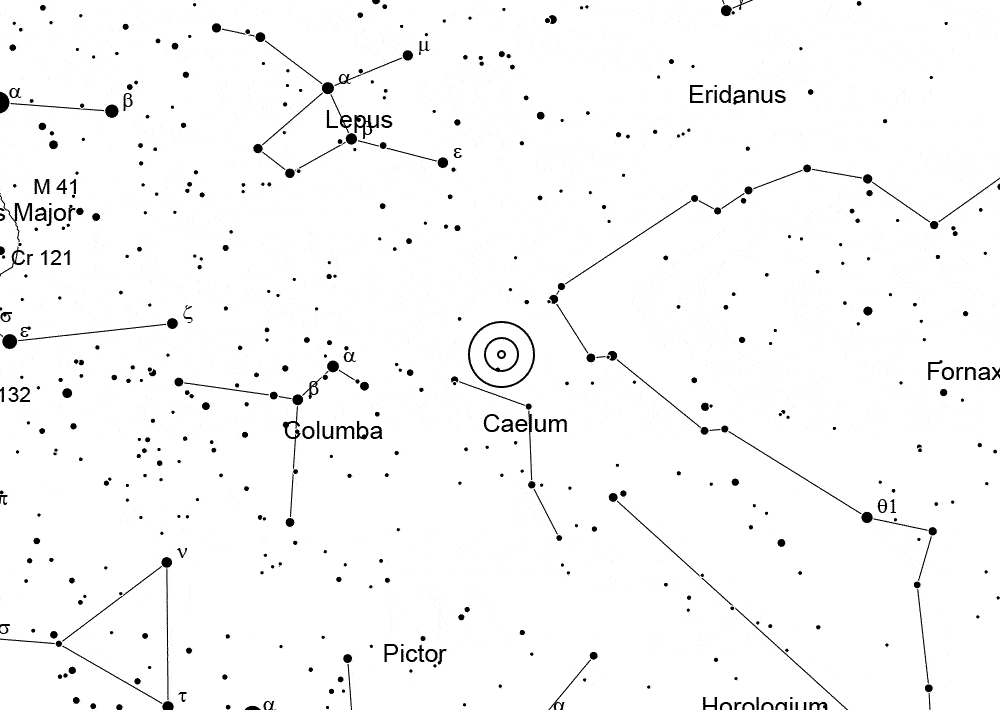 γ
μ
α
α
β
Eridanus
Lepus
β
ε
M 41
s Major
Cr 121
σ
ε
ζ
α
β
Fornax
132
Columba
Caelum
π
θ1
ν
σ
Pictor
τ
α
α
Horologium